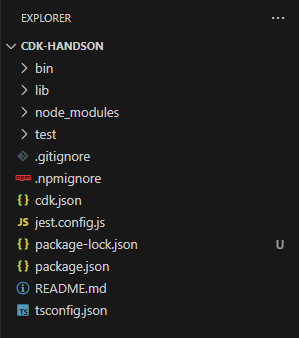 EXPLORER
CDK-HANDSON
bin
lib
node_modules
test
.gitignore
.npmignore
cdk.json
jest.config.js
package-lock.json U
package.json
README.md
tsconfig.json